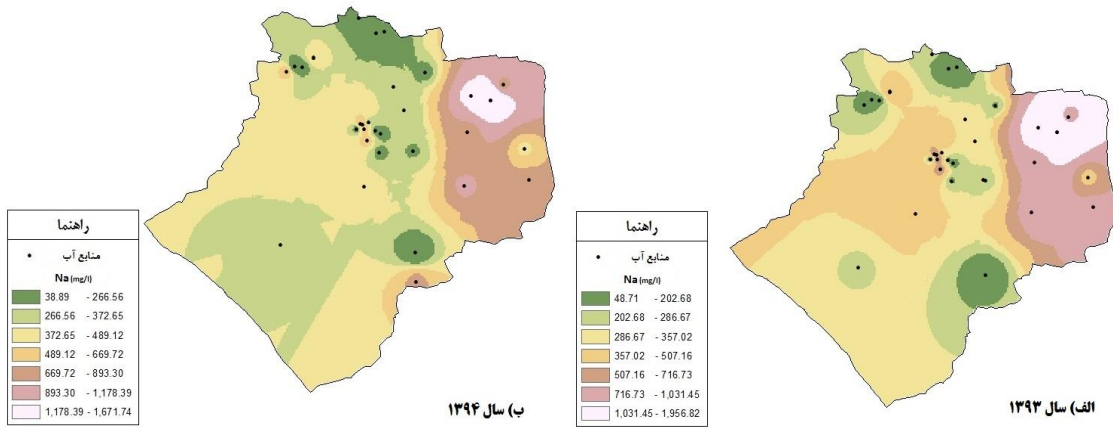 راهنما
منابع آب
Na (mg/l)
48.71 - 202.68
202.68 - 286.67
286.67 - 357.02
357.02 - 507.16
507.16 - 716.73
716.73 - 1,031.45
1,031.45 - 1,956.82
الف) سال ۱۳۹۳
راهنما
منابع آب
Na (mg/l)
38.89 - 266.56
266.56 - 372.65
372.65 - 489.12
489.12 - 669.72
669.72 - 893.30
893.30 - 1,178.39
1,178.39 - 1,671.74
ب) سال ۱۳۹۴